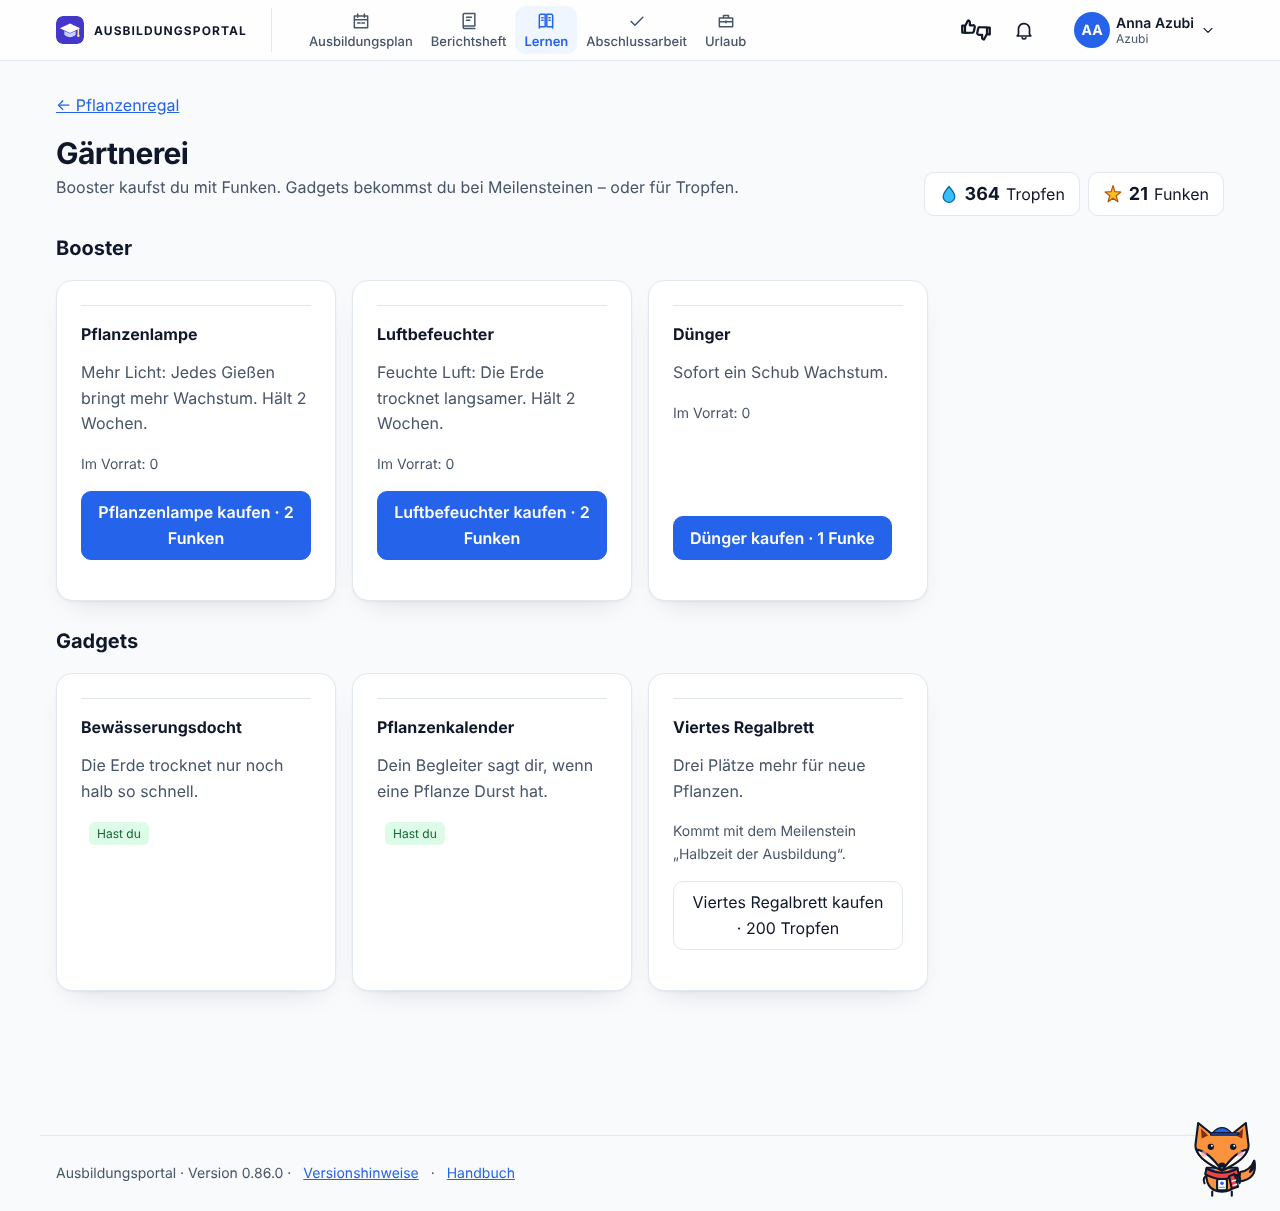 AUSBILDUNGSPORTAL
Ausbildungsplan
Berichtsheft
Lernen
Abschlussarbeit
Urlaub
AA
Anna Azubi
Azubi
← Pflanzenregal
Gärtnerei
Booster kaufst du mit Funken. Gadgets bekommst du bei Meilensteinen – oder für Tropfen.
364 Tropfen
21 Funken
Booster
Pflanzenlampe
Mehr Licht: Jedes Gießen
bringt mehr Wachstum. Hält 2
Wochen.
Im Vorrat: 0
Pflanzenlampe kaufen · 2
Funken
Luftbefeuchter
Feuchte Luft: Die Erde
trocknet langsamer. Hält 2
Wochen.
Im Vorrat: 0
Luftbefeuchter kaufen · 2
Funken
Dünger
Sofort ein Schub Wachstum.
Im Vorrat: 0
Dünger kaufen · 1 Funke
Gadgets
Bewässerungsdocht
Die Erde trocknet nur noch
halb so schnell.
Hast du
Pflanzenkalender
Dein Begleiter sagt dir, wenn
eine Pflanze Durst hat.
Hast du
Viertes Regalbrett
Drei Plätze mehr für neue
Pflanzen.
Kommt mit dem Meilenstein
„Halbzeit der Ausbildung“.
Viertes Regalbrett kaufen
· 200 Tropfen
Ausbildungsportal · Version 0.86.0 · Versionshinweise · Handbuch